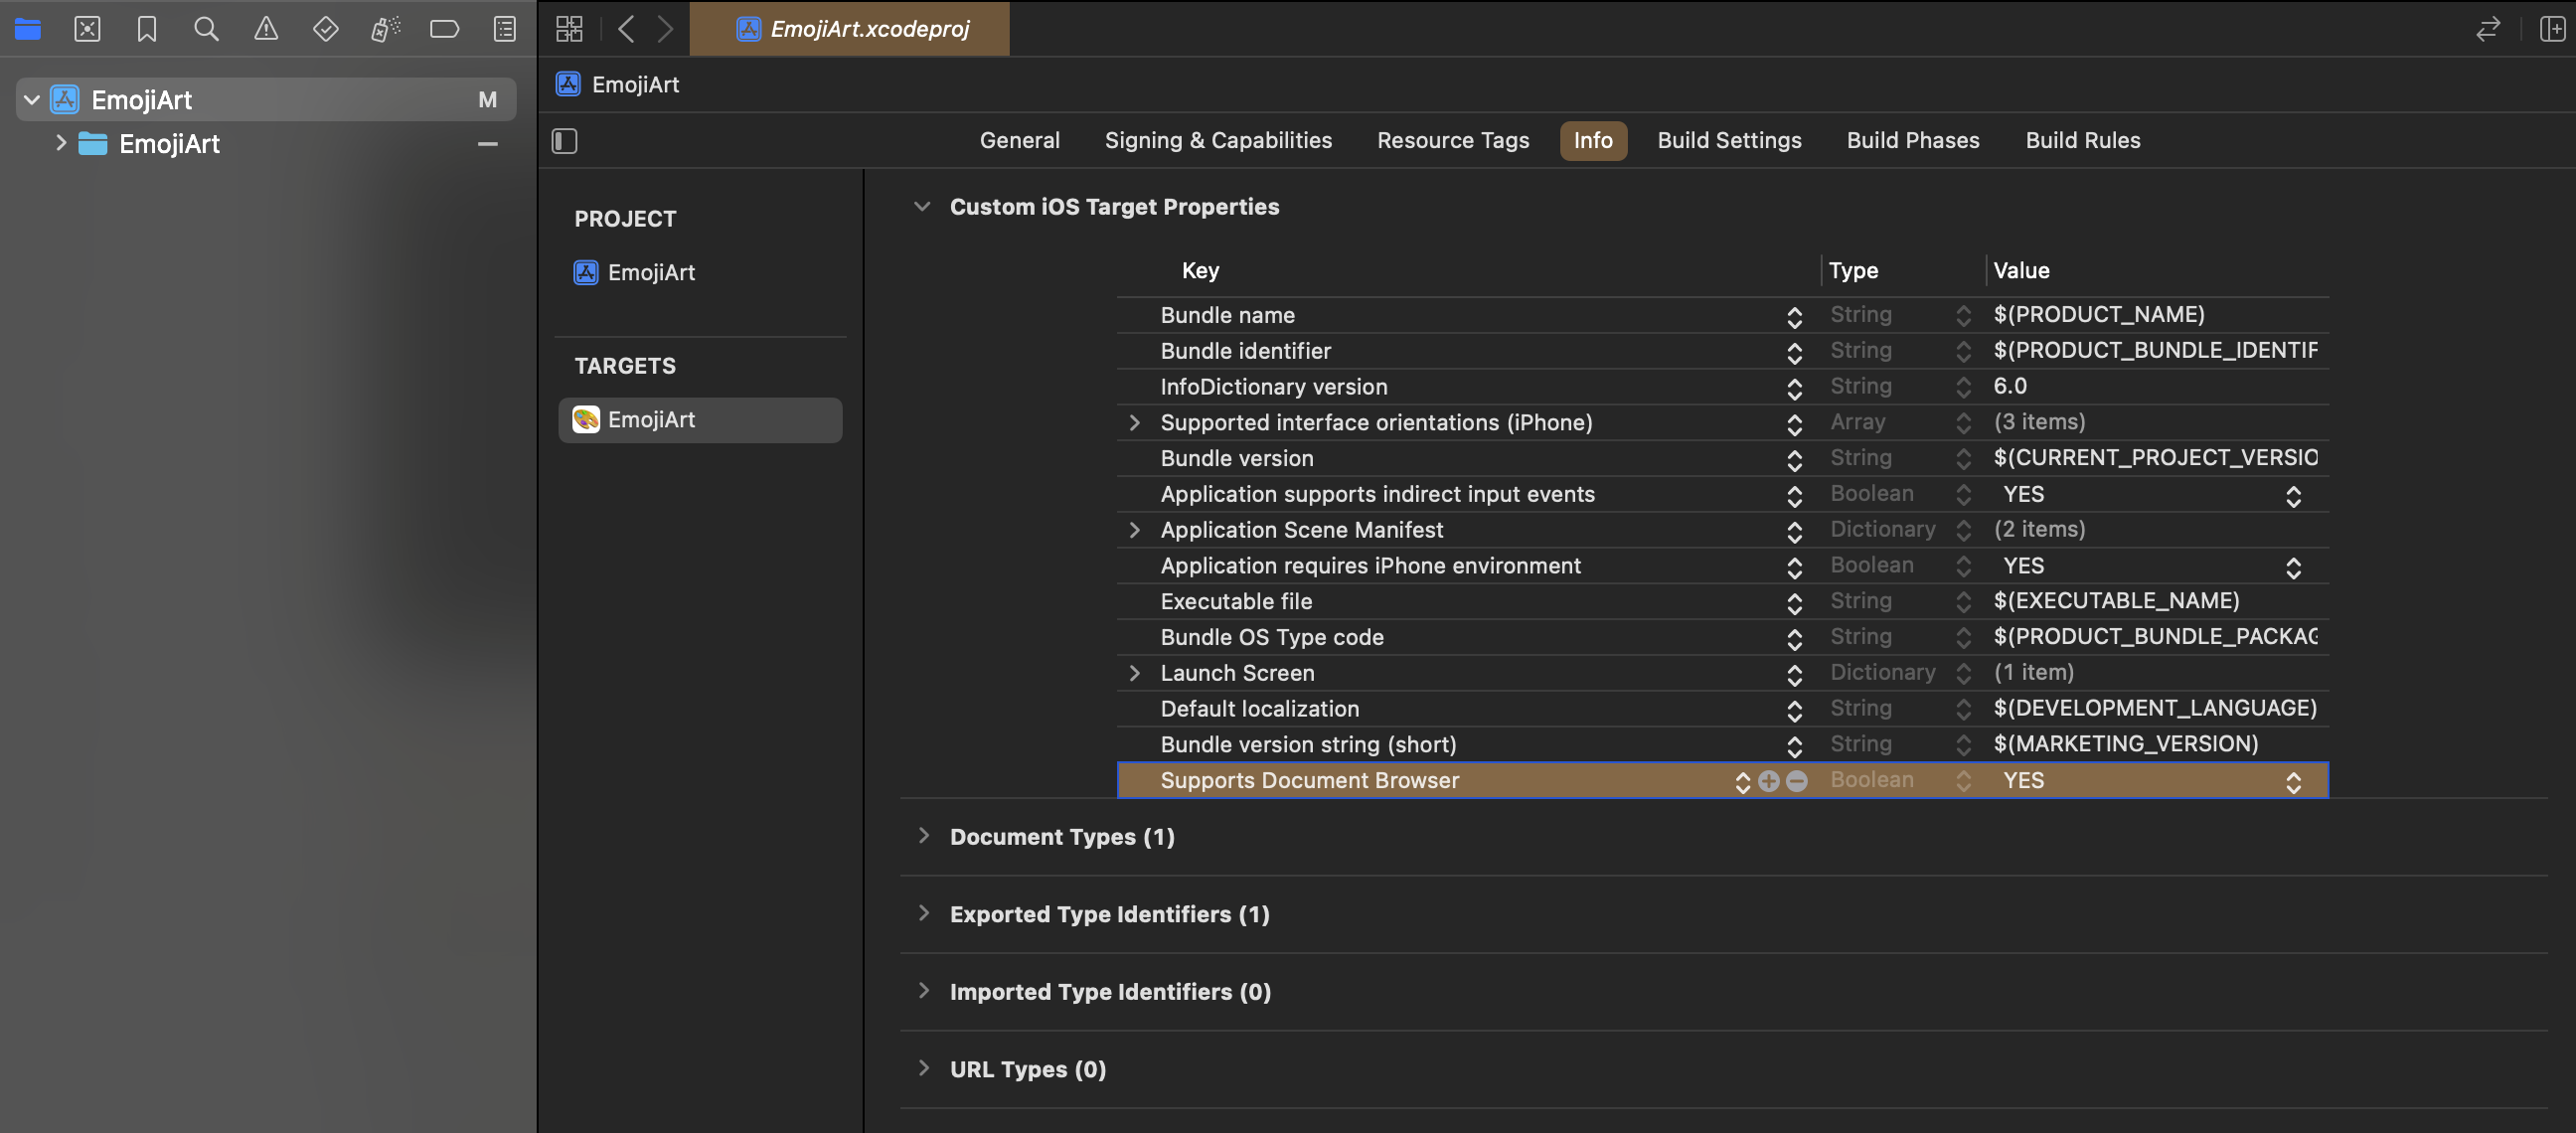 EmojiArt.xcodeproj
EmojiArt M
EmojiArt
EmojiArt
General Signing & Capabilities Resource Tags Info Build Settings Build Phases Build Rules
PROJECT
EmojiArt
TARGETS
EmojiArt
Custom iOS Target Properties
Key Type Value
Bundle name String $(PRODUCT_NAME)
Bundle identifier String $(PRODUCT_BUNDLE_IDENTIF
InfoDictionary version String 6.0
Supported interface orientations (iPhone) Array (3 items)
Bundle version String $(CURRENT_PROJECT_VERSIO
Application supports indirect input events Boolean YES
Application Scene Manifest Dictionary (2 items)
Application requires iPhone environment Boolean YES
Executable file String $(EXECUTABLE_NAME)
Bundle OS Type code String $(PRODUCT_BUNDLE_PACKAG
Launch Screen Dictionary (1 item)
Default localization String $(DEVELOPMENT_LANGUAGE)
Bundle version string (short) String $(MARKETING_VERSION)
Supports Document Browser Boolean YES
Document Types (1)
Exported Type Identifiers (1)
Imported Type Identifiers (0)
URL Types (0)